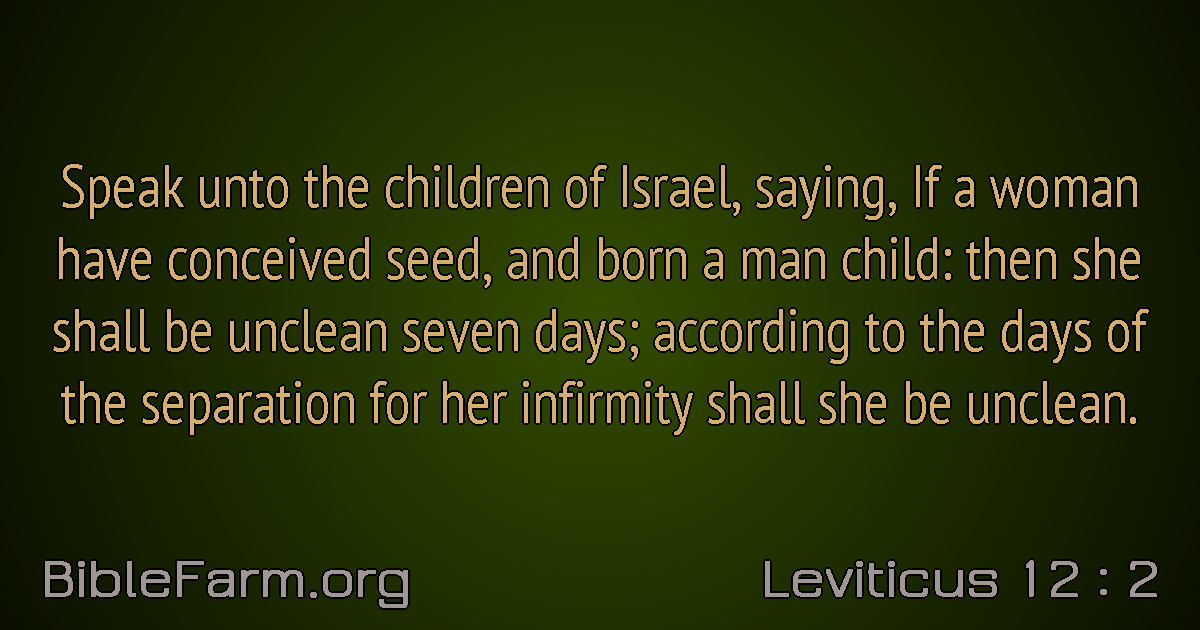 Speak unto the children of Israel, saying, If a woman
have conceived seed, and born a man child: then she
shall be unclean seven days; according to the days of
the separation for her infirmity shall she be unclean.
BibleFarm.org
Leviticus 12 : 2